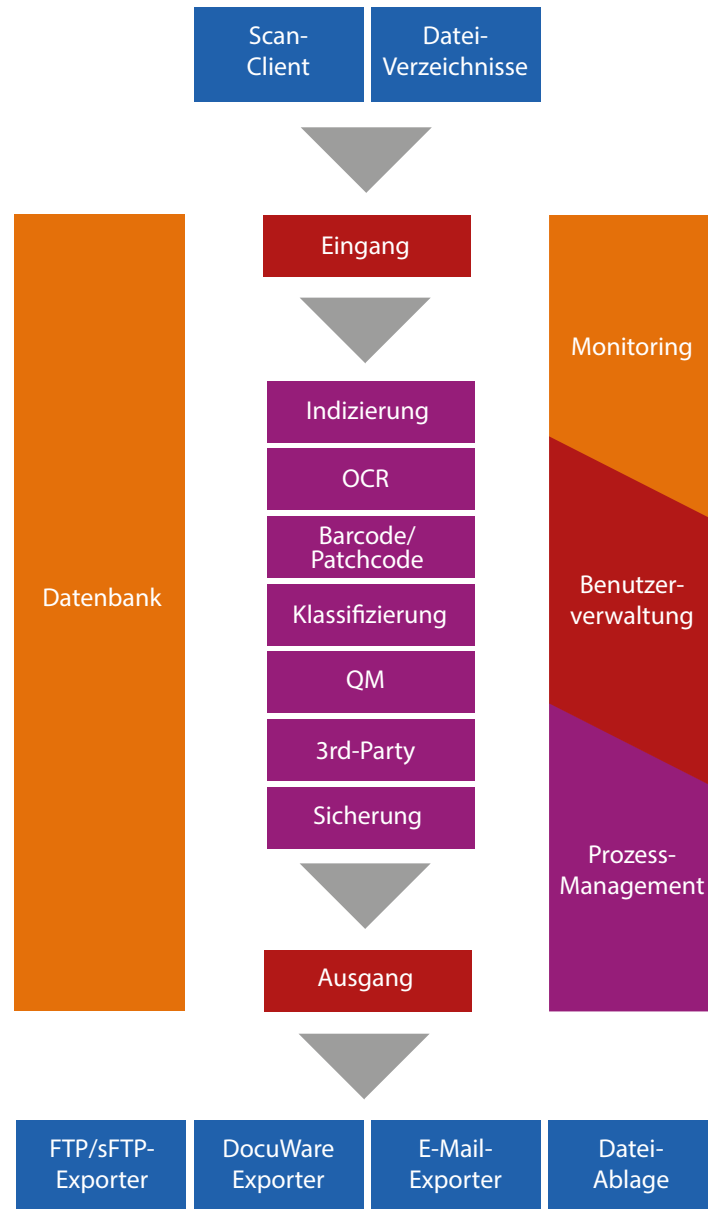 Scan-
Client
Datei-
Verzeichnisse
Eingang
Datenbank
Indizierung
OCR
Barcode/
Patchcode
Klassifizierung
QM
3rd-Party
Sicherung
Monitoring
Benutzer-
verwaltung
Prozess-
Management
Ausgang
FTP/sFTP-
Exporter
DocuWare
Exporter
E-Mail-
Exporter
Datei-
Ablage